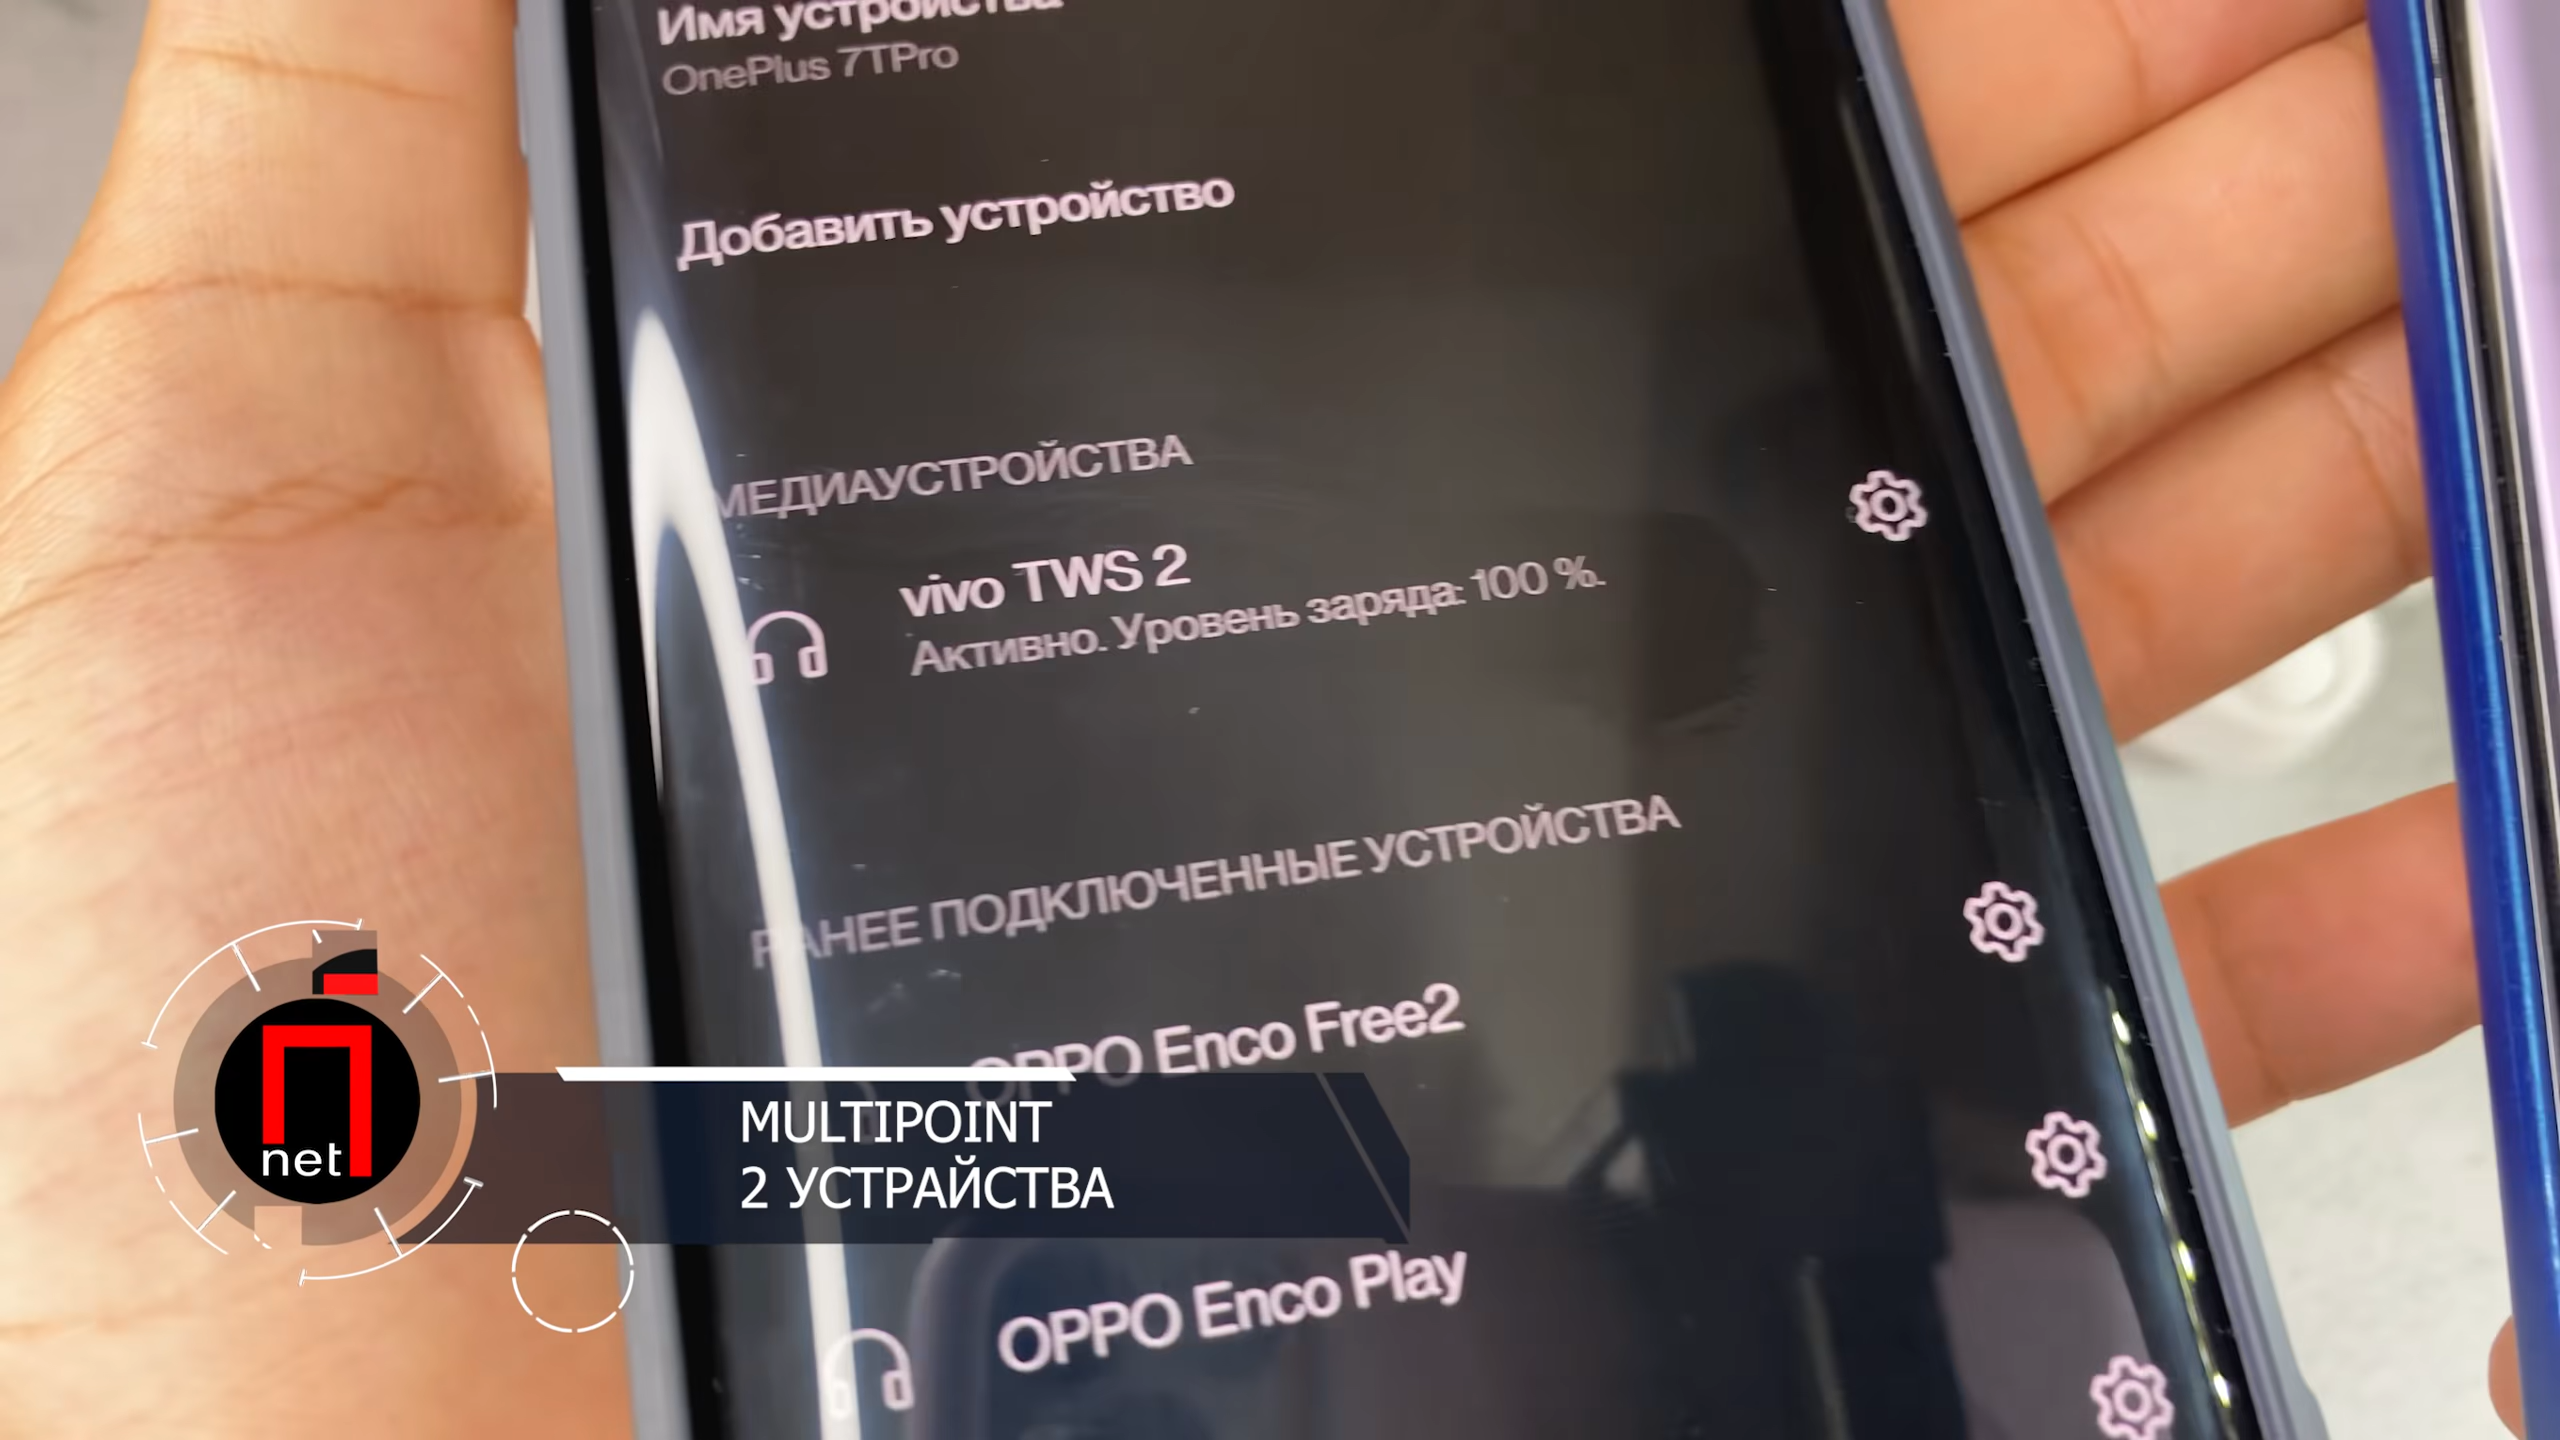 Имя устройства
OnePlus 7TPro
Добавить устройство
МЕДИАУСТРОЙСТВА
vivo TWS 2
Активно. Уровень заряда: 100 %.
РАНЕЕ ПОДКЛЮЧЕННЫЕ УСТРОЙСТВА
OPPO Enco Free2
П
net
MULTIPOINT
2 УСТРАЙСТВА
OPPO Enco Play